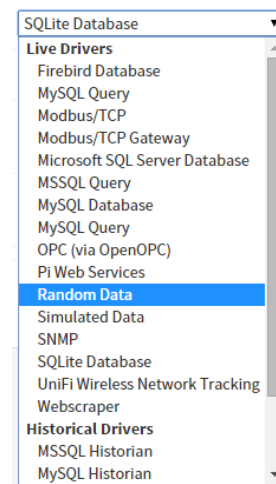 SQLite Database
Live Drivers
Firebird Database
MySQL Query
Modbus/TCP
Modbus/TCP Gateway
Microsoft SQL Server Database
MSSQL Query
MySQL Database
MySQL Query
OPC (via OpenOPC)
Pi Web Services
Random Data
Simulated Data
SNMP
SQLite Database
UniFi Wireless Network Tracking
Webscraper
Historical Drivers
MSSQL Historian
MySQL Historian